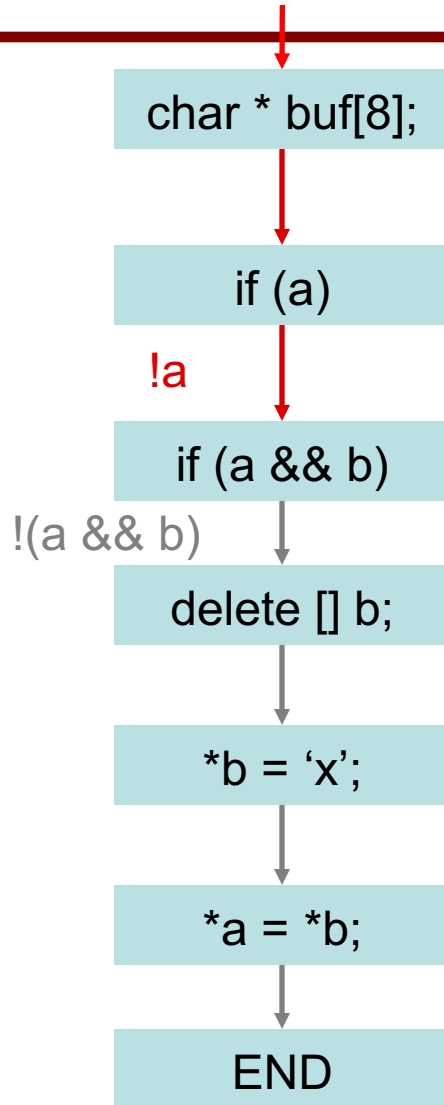 char * buf[8];
if (a)
!a
if (a && b)
!(a && b)
delete [] b;
*b = ‘x’;
*a = *b;
END